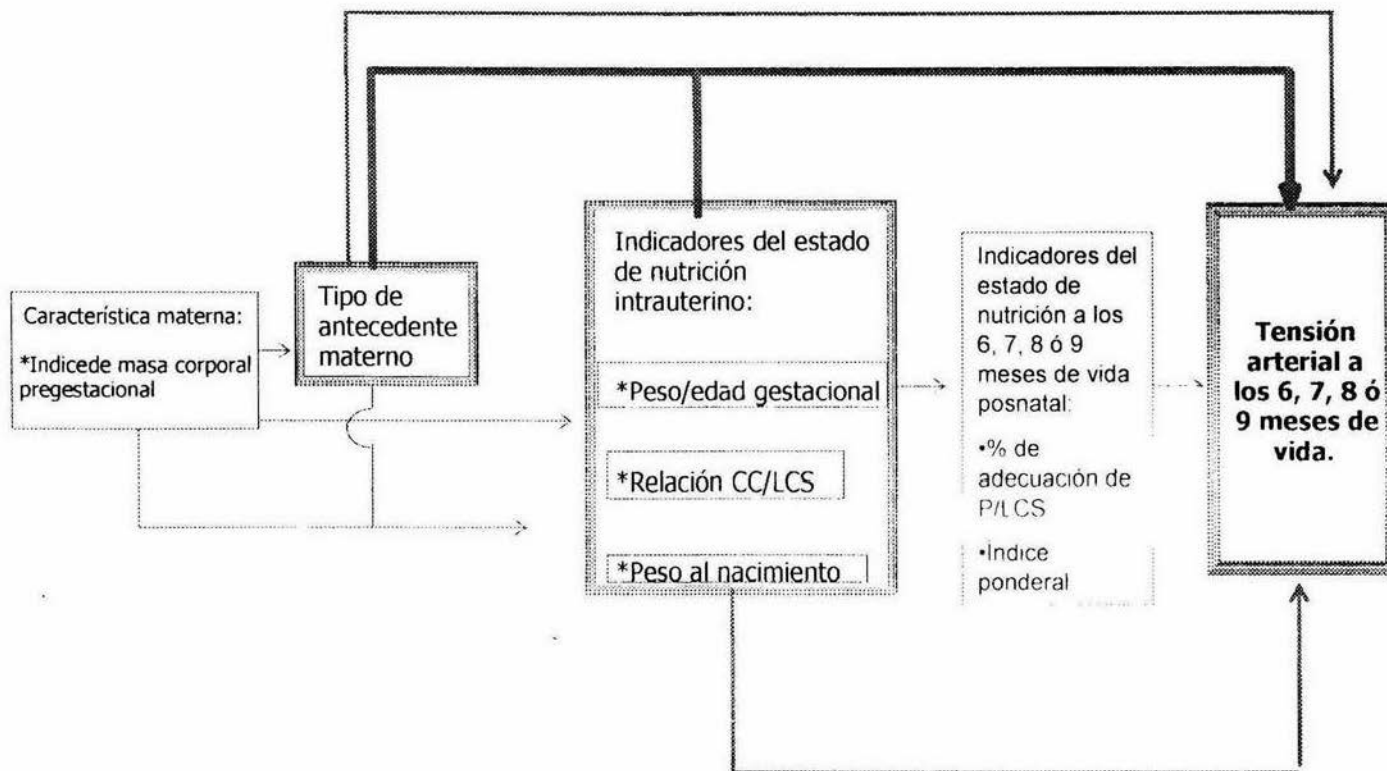 Característica materna:
*Indicede masa corporal
pregestacional
Tipo de
antecedente
materno
Indicadores del estado
de nutrición
intrauterino:
*Peso/edad gestacional
*Relación CC/LCS
*Peso al nacimiento
Indicadores del
estado de
nutrición a los
6, 7, 8 ó 9
meses de vida
posnatal:
•% de
adecuación de
P/LCS
•Indice
ponderal
Tensión
arterial a
los 6, 7, 8 ó
9 meses de
vida.